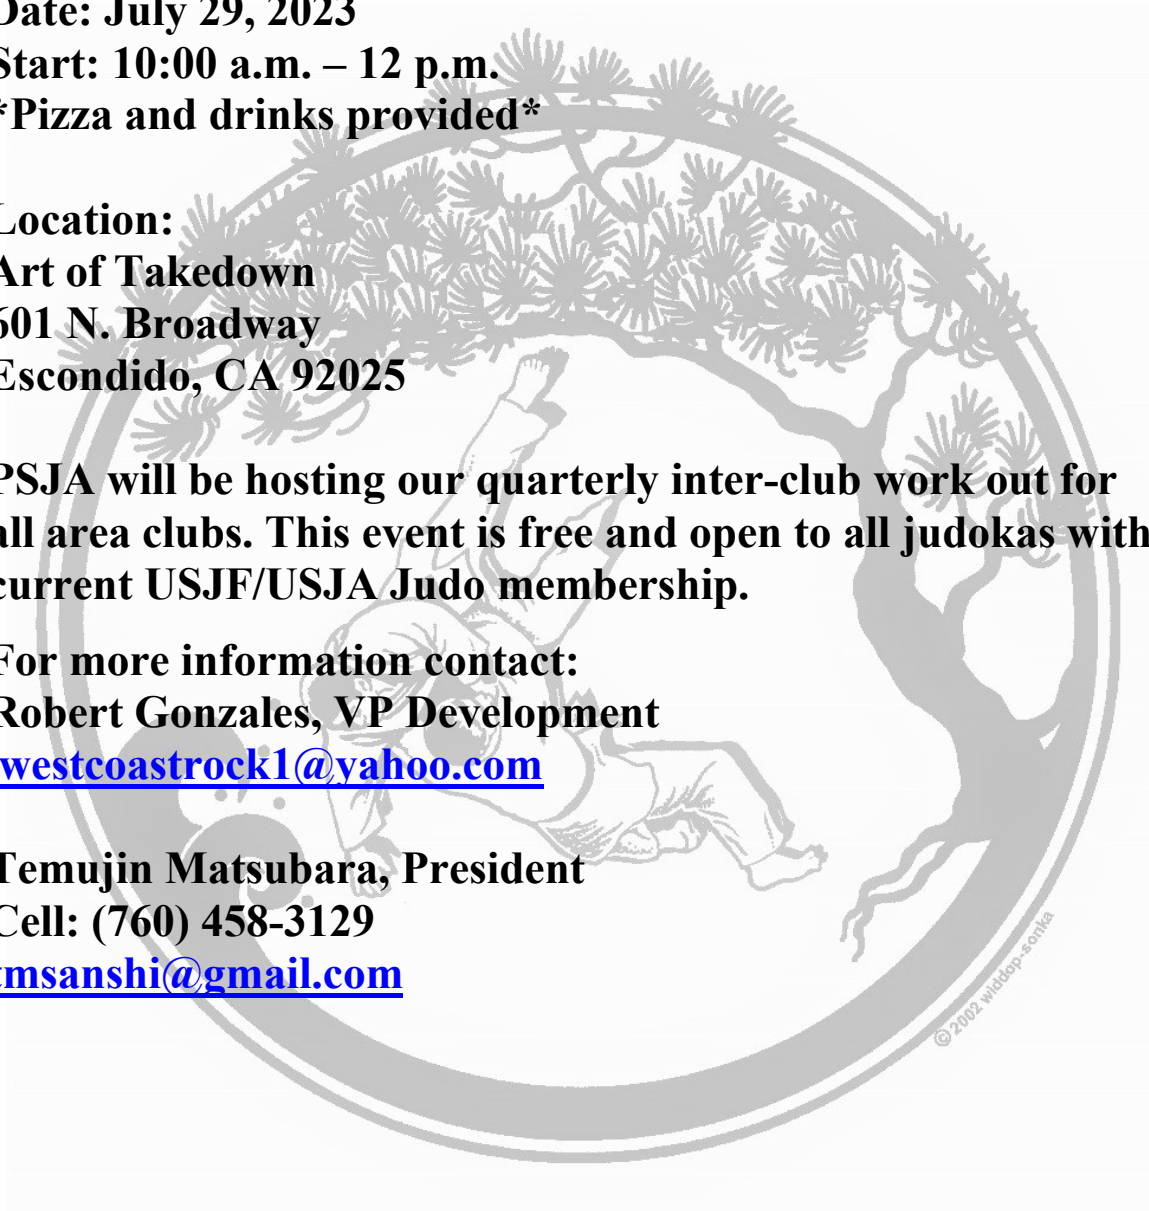 Date: July 29, 2023
Start: 10:00 a.m. – 12 p.m.
*Pizza and drinks provided*
Location:
Art of Takedown
601 N. Broadway
Escondido, CA 92025
PSJA will be hosting our quarterly inter-club work out for
all area clubs. This event is free and open to all judokas with
current USJF/USJA Judo membership.
For more information contact:
Robert Gonzales, VP Development
westcoastrock1@yahoo.com
Temujin Matsubara, President
Cell: (760) 458-3129
tmsanshi@gmail.com
© 2002 widdop-sonka